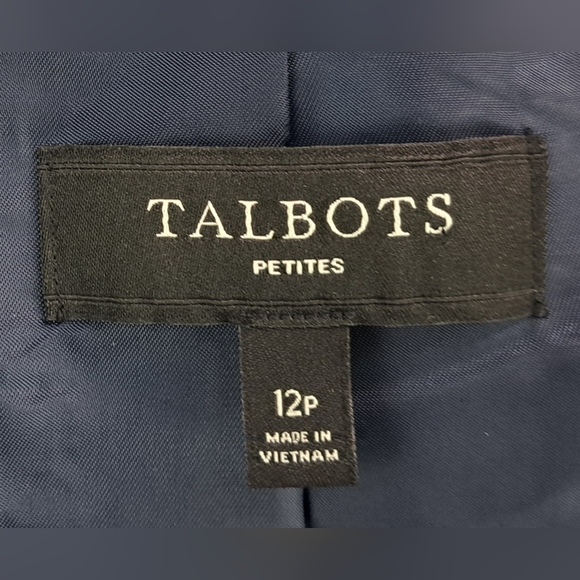 TALBOTS
PETITES
12P
MADE IN
VIETNAM